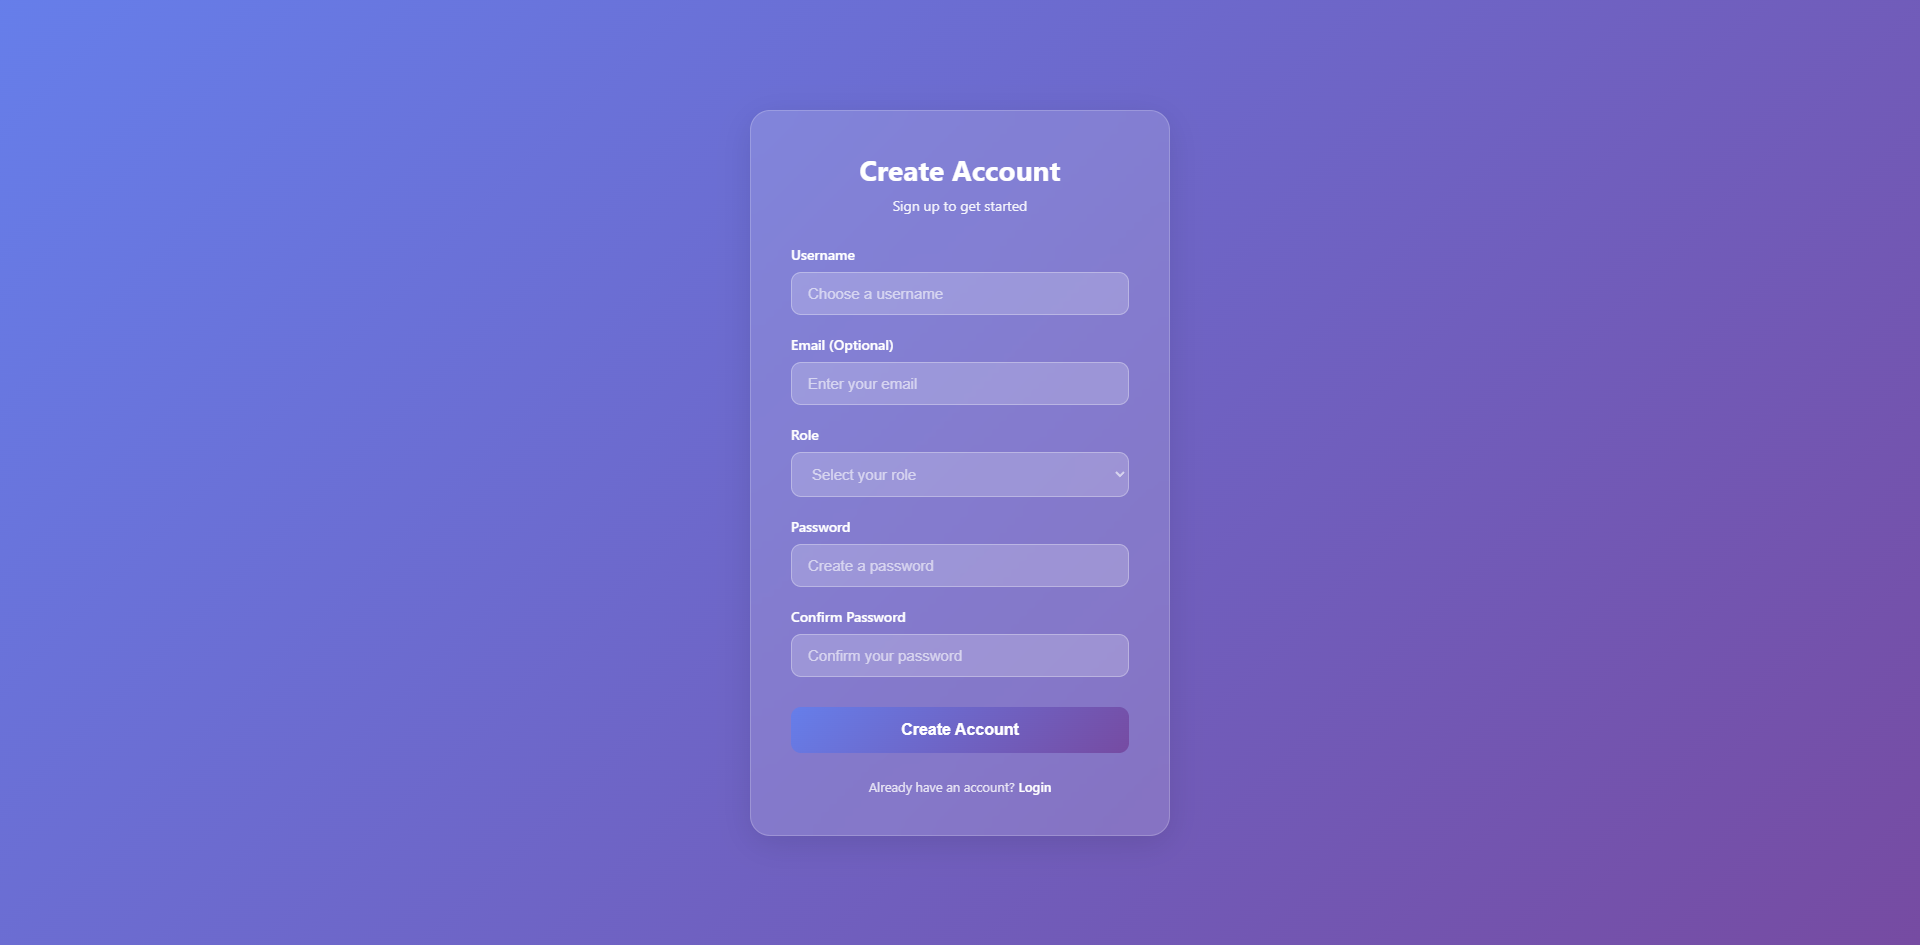 Create Account
Sign up to get started
Username
Choose a username
Email (Optional)
Enter your email
Role
Select your role
Password
Create a password
Confirm Password
Confirm your password
Create Account
Already have an account? Login